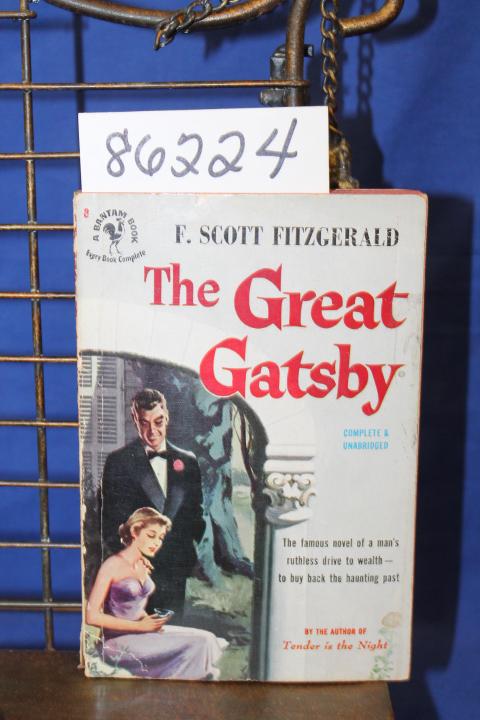 86224
8
A BANTAM BOOK
Every Book Complete
F. SCOTT FITZGERALD
The Great
Gatsby
COMPLETE &
UNABRIDGED
The famous novel of a man's
ruthless drive to wealth—
to buy back the haunting past
BY THE AUTHOR OF
Tender is the Night